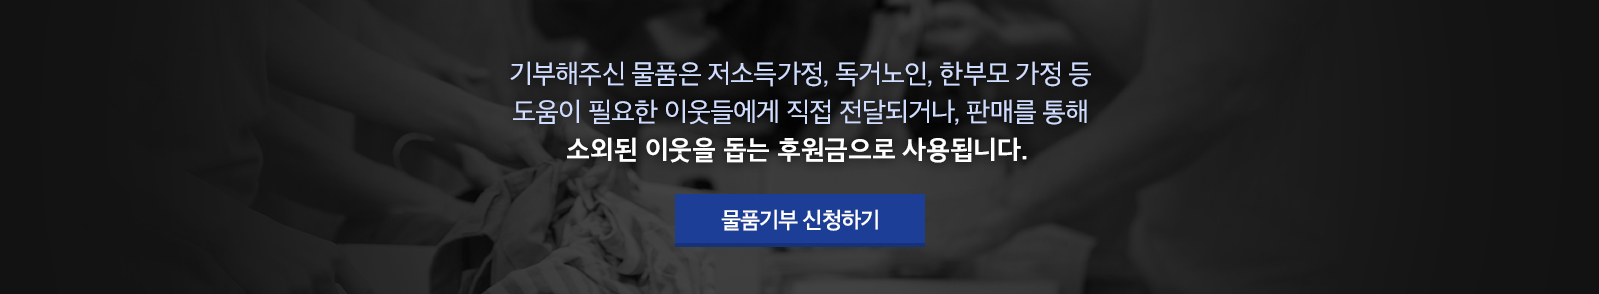 기부해주신 물품은 저소득가정, 독거노인, 한부모 가정 등
도움이 필요한 이웃들에게 직접 전달되거나, 판매를 통해
소외된 이웃을 돕는 후원금으로 사용됩니다.
물품기부 신청하기